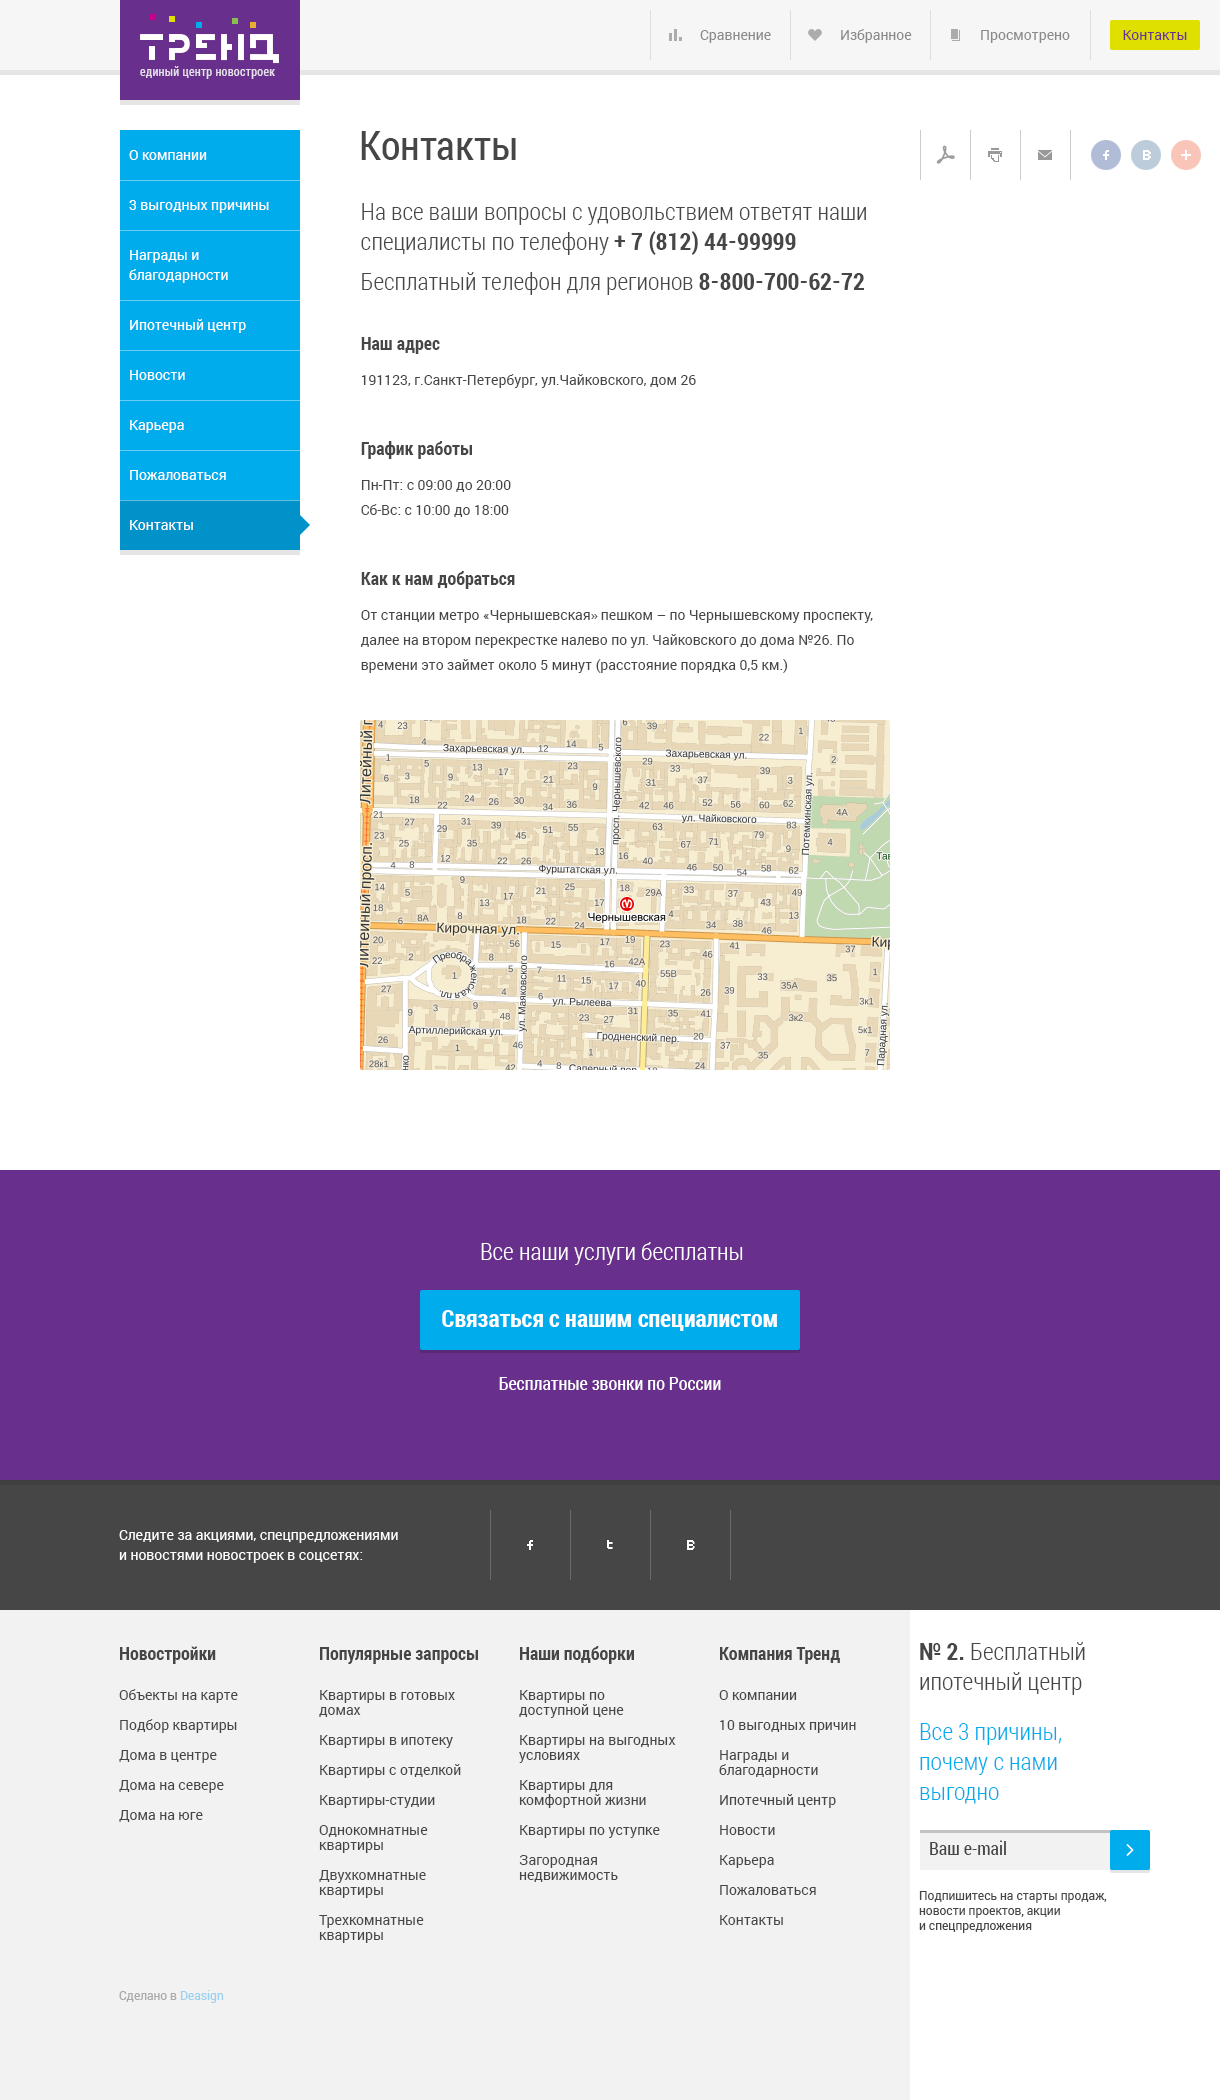 ТРЕНД
единый центр новостроек
Сравнение
Избранное
Просмотрено
Контакты
О компании
3 выгодных причины
Награды и
благодарности
Ипотечный центр
Новости
Карьера
Пожаловаться
Контакты
Контакты
На все ваши вопросы с удовольствием ответят наши
специалисты по телефону + 7 (812) 44-99999
Бесплатный телефон для регионов 8-800-700-62-72
Наш адрес
191123, г.Санкт-Петербург, ул.Чайковского, дом 26
График работы
Пн-Пт: с 09:00 до 20:00
Сб-Вс: с 10:00 до 18:00
Как к нам добраться
От станции метро «Чернышевская» пешком – по Чернышевскому проспекту,
далее на втором перекрестке налево по ул. Чайковского до дома №26. По
времени это займет около 5 минут (расстояние порядка 0,5 км.)
Захарьевская ул.
Захарьевская ул.
Литейный просп.
просп. Чернышевского
Потемкинская ул.
ул. Чайковского
Фурштатская ул.
Чернышевская
Кирочная ул.
Преображенская пл.
ул. Маяковского
ул. Рылеева
Артиллерийская ул.
Гродненский пер.
Парадная ул.
Саперный пер.
Все наши услуги бесплатны
Связаться с нашим специалистом
Бесплатные звонки по России
Следите за акциями, спецпредложениями
и новостями новостроек в соцсетях:
Новостройки
Объекты на карте
Подбор квартиры
Дома в центре
Дома на севере
Дома на юге
Популярные запросы
Квартиры в готовых
домах
Квартиры в ипотеку
Квартиры с отделкой
Квартиры-студии
Однокомнатные
квартиры
Двухкомнатные
квартиры
Трехкомнатные
квартиры
Наши подборки
Квартиры по
доступной цене
Квартиры на выгодных
условиях
Квартиры для
комфортной жизни
Квартиры по уступке
Загородная
недвижимость
Компания Тренд
О компании
10 выгодных причин
Награды и
благодарности
Ипотечный центр
Новости
Карьера
Пожаловаться
Контакты
№ 2. Бесплатный
ипотечный центр
Все 3 причины,
почему с нами
выгодно
Ваш e-mail
Подпишитесь на старты продаж,
новости проектов, акции
и спецпредложения
Сделано в Deasign